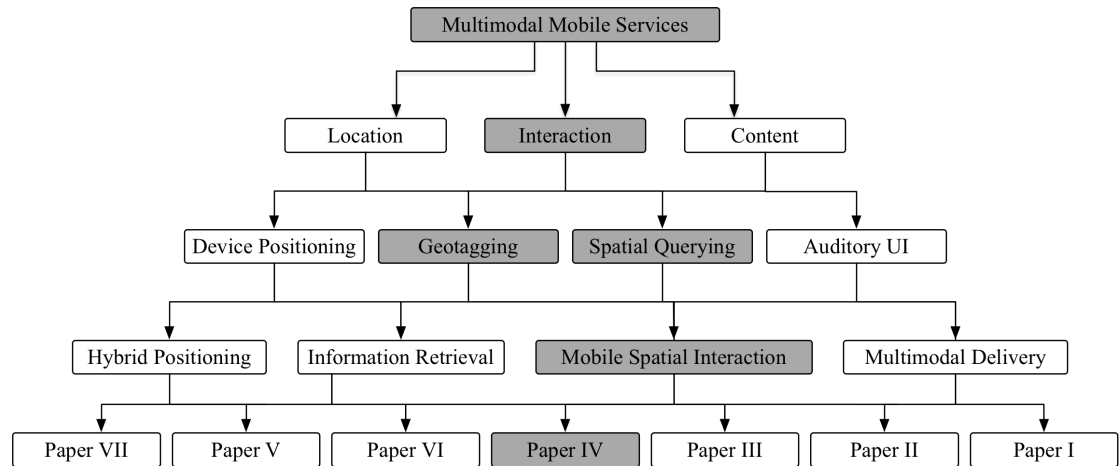 Multimodal Mobile Services
Location
Interaction
Content
Device Positioning
Geotagging
Spatial Querying
Auditory UI
Hybrid Positioning
Information Retrieval
Mobile Spatial Interaction
Multimodal Delivery
Paper VII
Paper V
Paper VI
Paper IV
Paper III
Paper II
Paper I